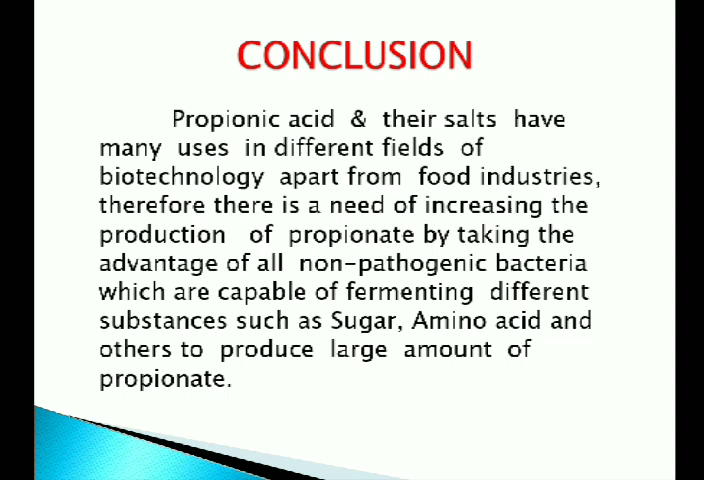 CONCLUSION
Propionic acid & their salts have
many uses in different fields of
biotechnology apart from food industries,
therefore there is a need of increasing the
production of propionate by taking the
advantage of all non-pathogenic bacteria
which are capable of fermenting different
substances such as Sugar, Amino acid and
others to produce large amount of
propionate.